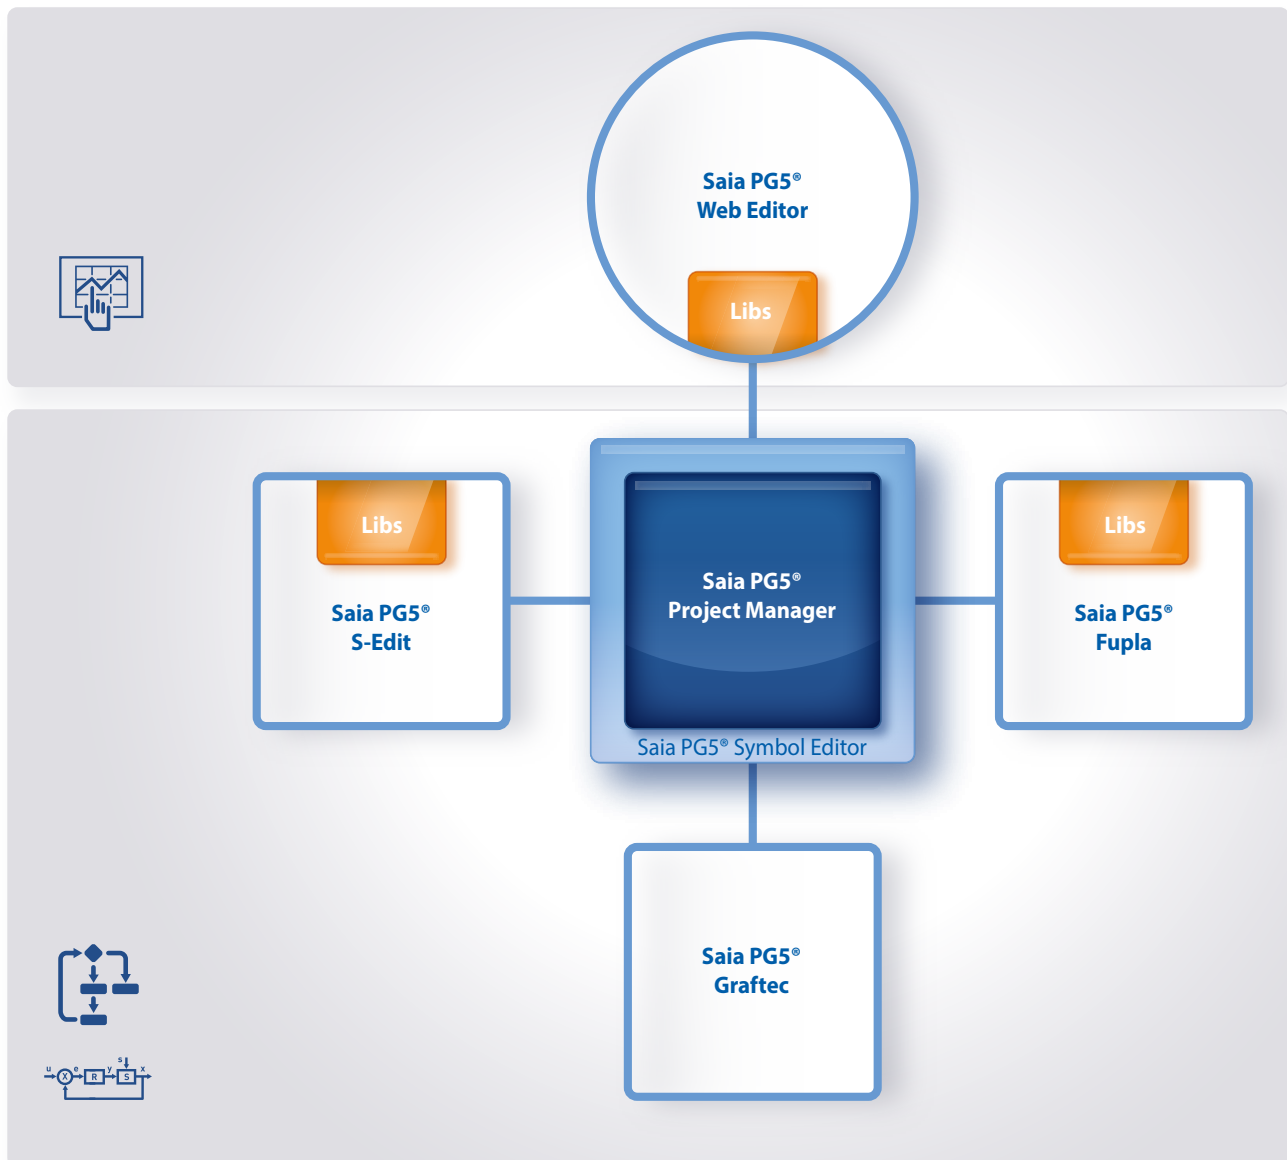 Saia PG5®
Web Editor
Libs
Libs
Saia PG5®
S-Edit
Saia PG5®
Project Manager
Saia PG5® Symbol Editor
Libs
Saia PG5®
Fupla
Saia PG5®
Graftec
s
u e y x
X R S